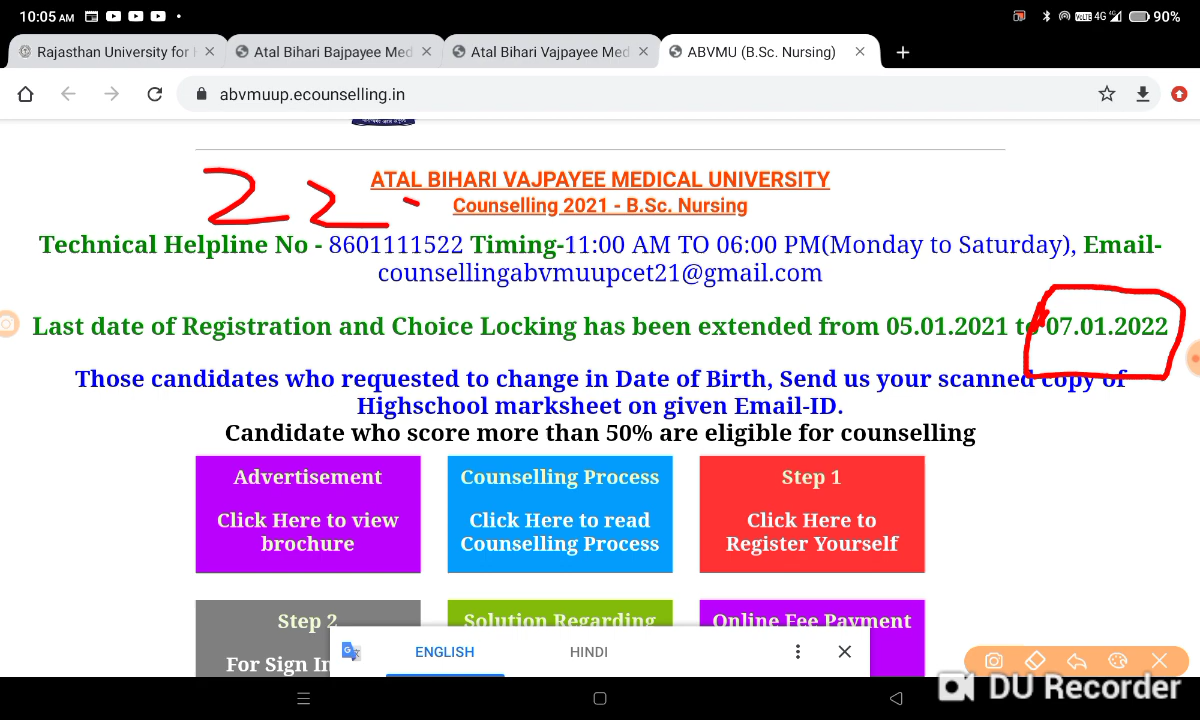 10:05 AM
4G 90%
Rajasthan University for
Atal Bihari Bajpayee Med
Atal Bihari Vajpayee Med
ABVMU (B.Sc. Nursing)
abvmuup.ecounselling.in
22
ATAL BIHARI VAJPAYEE MEDICAL UNIVERSITY
Counselling 2021 - B.Sc. Nursing
Technical Helpline No - 8601111522 Timing-11:00 AM TO 06:00 PM(Monday to Saturday), Email-
counsellingabvmuupcet21@gmail.com
Last date of Registration and Choice Locking has been extended from 05.01.2021 to 07.01.2022
Those candidates who requested to change in Date of Birth, Send us your scanned copy of
Highschool marksheet on given Email-ID.
Candidate who score more than 50% are eligible for counselling
Advertisement
Click Here to view
brochure
Counselling Process
Click Here to read
Counselling Process
Step 1
Click Here to
Register Yourself
Step 2
For Sign In
Solution Regarding
Online Fee Payment
ENGLISH
HINDI
DU Recorder